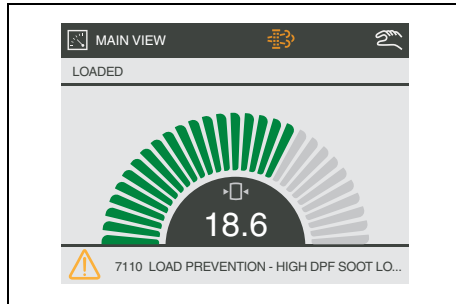 MAIN VIEW
LOADED
18.6
7110 LOAD PREVENTION - HIGH DPF SOOT LO...